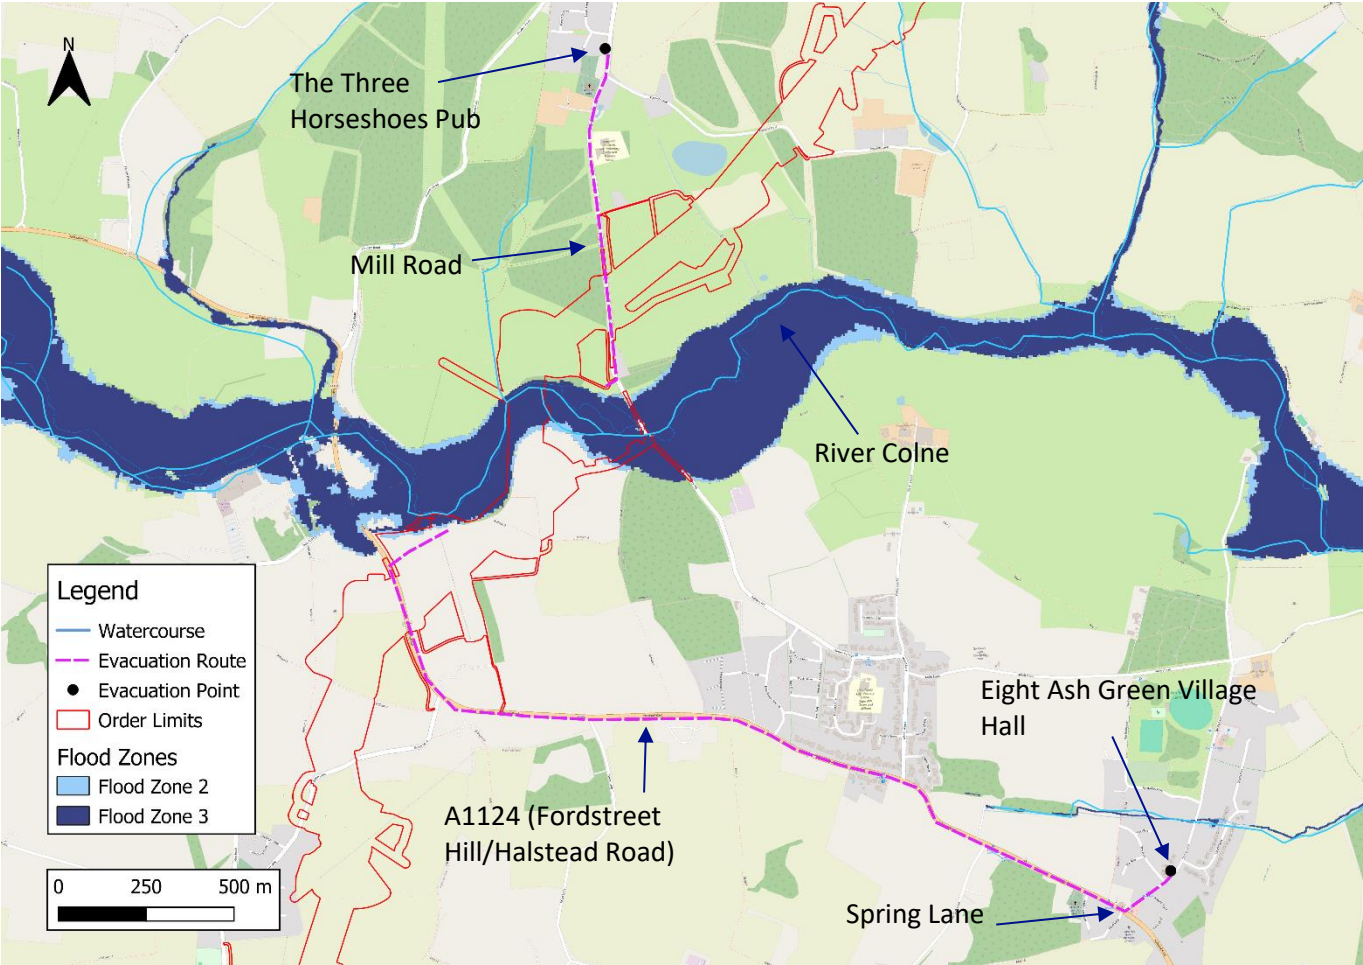 N
The Three
Horseshoes Pub
Mill Road
River Colne
Legend
Watercourse
Evacuation Route
Evacuation Point
Order Limits
Flood Zones
Flood Zone 2
Flood Zone 3
0 250 500 m
Eight Ash Green Village
Hall
A1124 (Fordstreet
Hill/Halstead Road)
Spring Lane